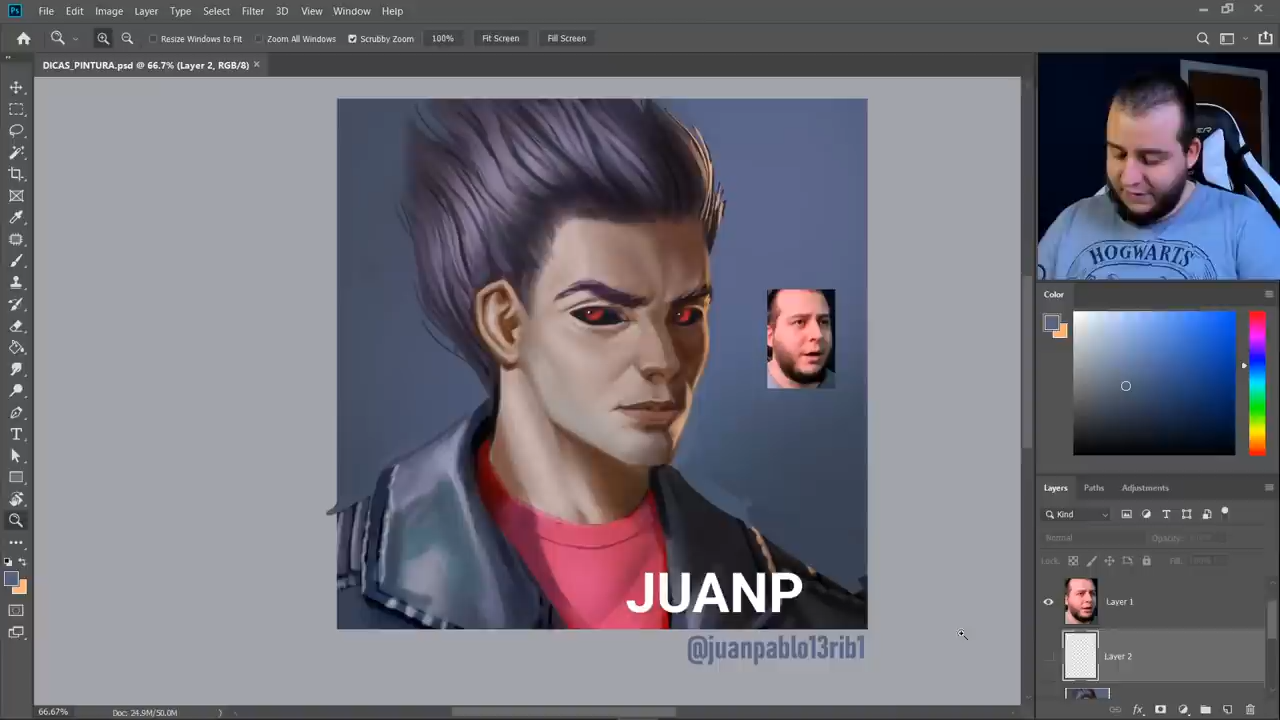 Ps File Edit Image Layer Type Select Filter 3D View Window Help
Resize Windows to Fit Zoom All Windows Scrubby Zoom 100% Fit Screen Fill Screen
DICAS_PINTURA.psd @ 66.7% (Layer 2, RGB/8) ×
HOGWARTS
Color
Layers Paths Adjustments
Kind
Normal Opacity:
Lock: Fill:
Layer 1
Layer 2
JUANP
@juanpablo13rib1
66.67% Doc: 24.9M/50.0M